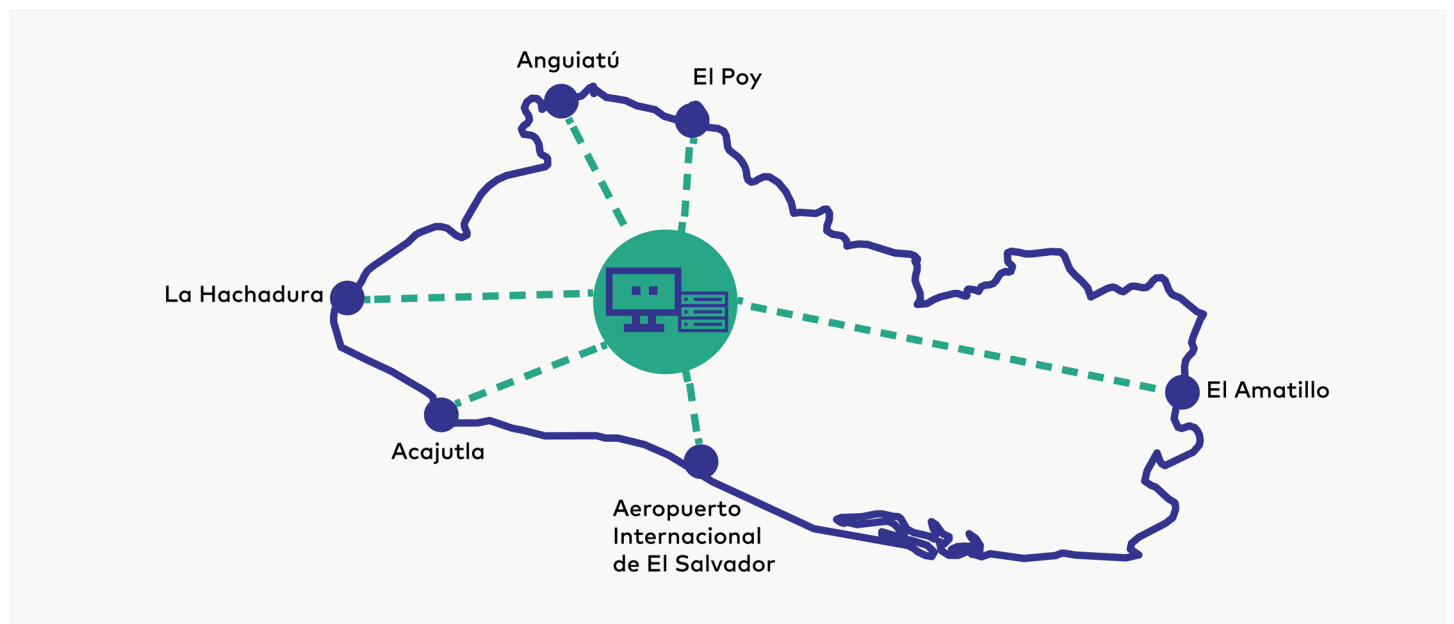 Anguiatú
El Poy
La Hachadura
El Amatillo
Acajutla
Aeropuerto
Internacional
de El Salvador